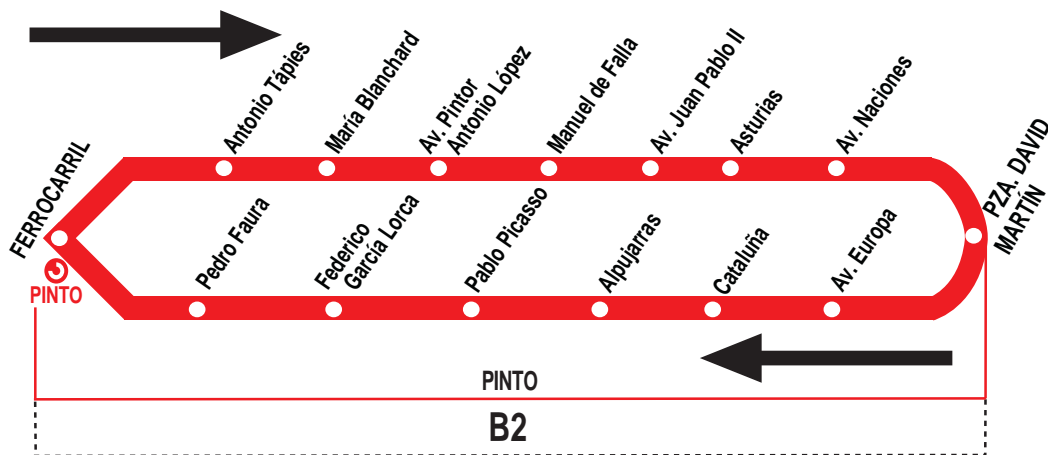 FERROCARRIL
Antonio Tápies
María Blanchard
Av. Pintor
Antonio López
Manuel de Falla
Av. Juan Pablo II
Asturias
Av. Naciones
PZA. DAVID
MARTÍN
Pedro Faura
Federico
García Lorca
Pablo Picasso
Alpujarras
Cataluña
Av. Europa
PINTO
PINTO
B2